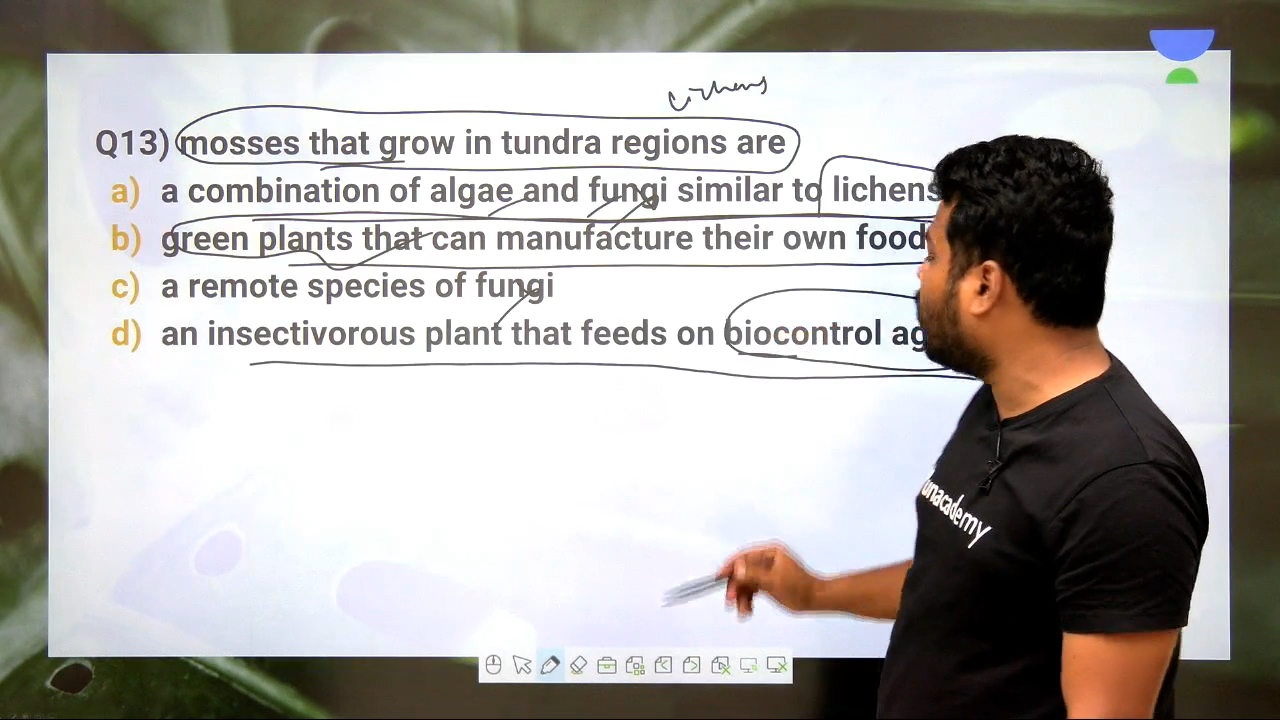 lichens
Q13) mosses that grow in tundra regions are
a) a combination of algae and fungi similar to lichens
b) green plants that can manufacture their own food
c) a remote species of fungi
d) an insectivorous plant that feeds on biocontrol
unacademy